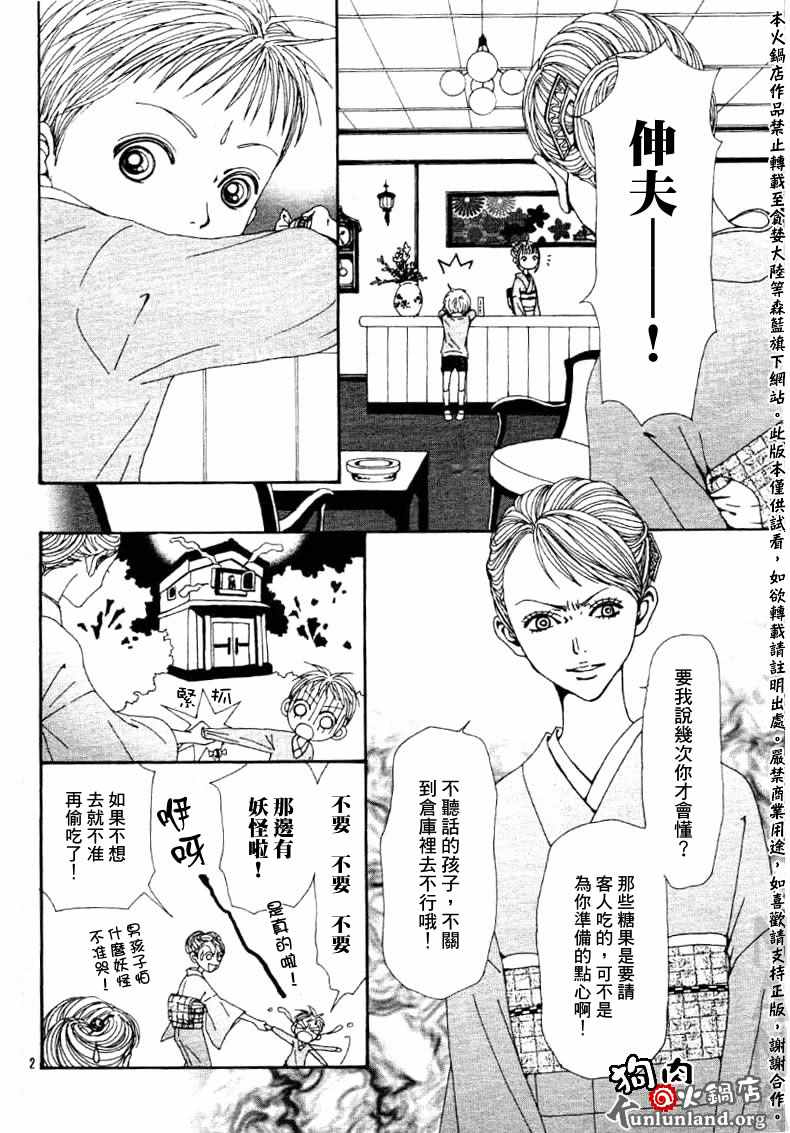 伸夫——！
要我說幾次你才會懂？
那些糖果是要請
客人吃的，可不是
為你準備的點心啊！
不聽話的孩子，不關
到倉庫裡去不行哦！
緊抓
不要 不要 不要
那邊有
妖怪啦！
是真的啦！
咿呀
如果不想
去就不准
再偷吃了！
男孩子怕
什麼妖怪
不准哭！
2
本火鍋店作品禁止轉載至貪婪大陸等森藍旗下網站。此版本僅供試看，如欲轉載請註明出處。嚴禁商業用途，如喜歡請支持正版，謝謝合作。
狗肉
火鍋店
Kunlunland.org